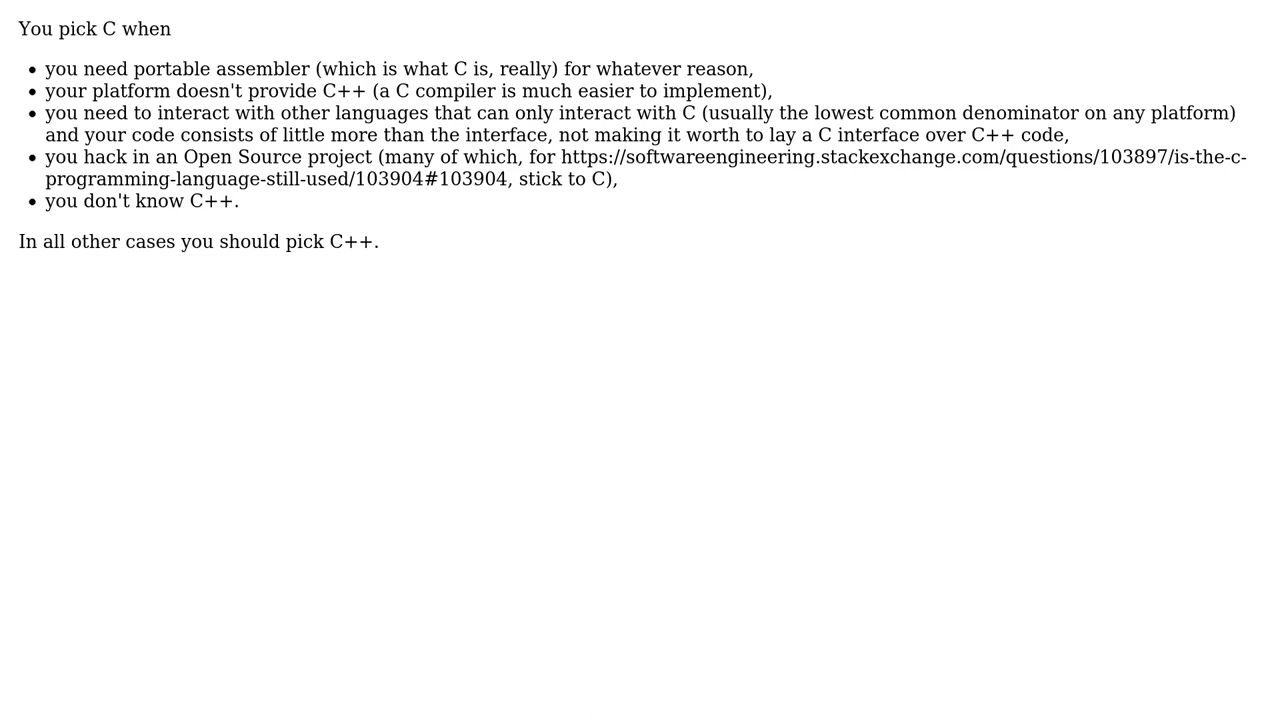 You pick C when
• you need portable assembler (which is what C is, really) for whatever reason,
• your platform doesn't provide C++ (a C compiler is much easier to implement),
• you need to interact with other languages that can only interact with C (usually the lowest common denominator on any platform)
and your code consists of little more than the interface, not making it worth to lay a C interface over C++ code,
• you hack in an Open Source project (many of which, for https://softwareengineering.stackexchange.com/questions/103897/is-the-c-
programming-language-still-used/103904#103904, stick to C),
• you don't know C++.
In all other cases you should pick C++.